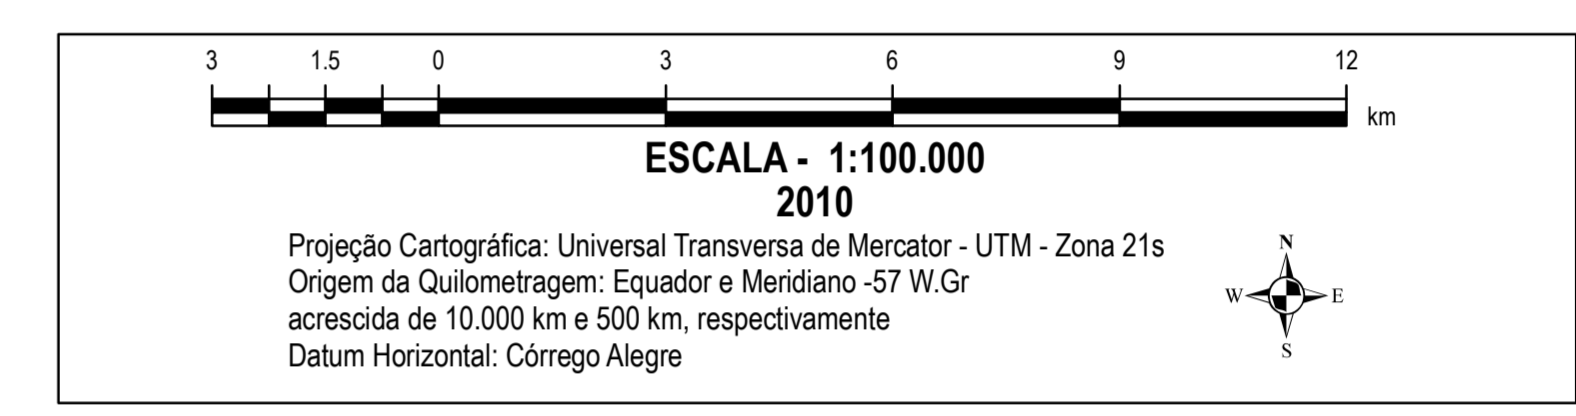 3 1.5 0 3 6 9 12
km
ESCALA - 1:100.000
2010
Projeção Cartográfica: Universal Transversa de Mercator - UTM - Zona 21s
Origem da Quilometragem: Equador e Meridiano -57 W.Gr
acrescida de 10.000 km e 500 km, respectivamente
Datum Horizontal: Córrego Alegre
N
W E
S